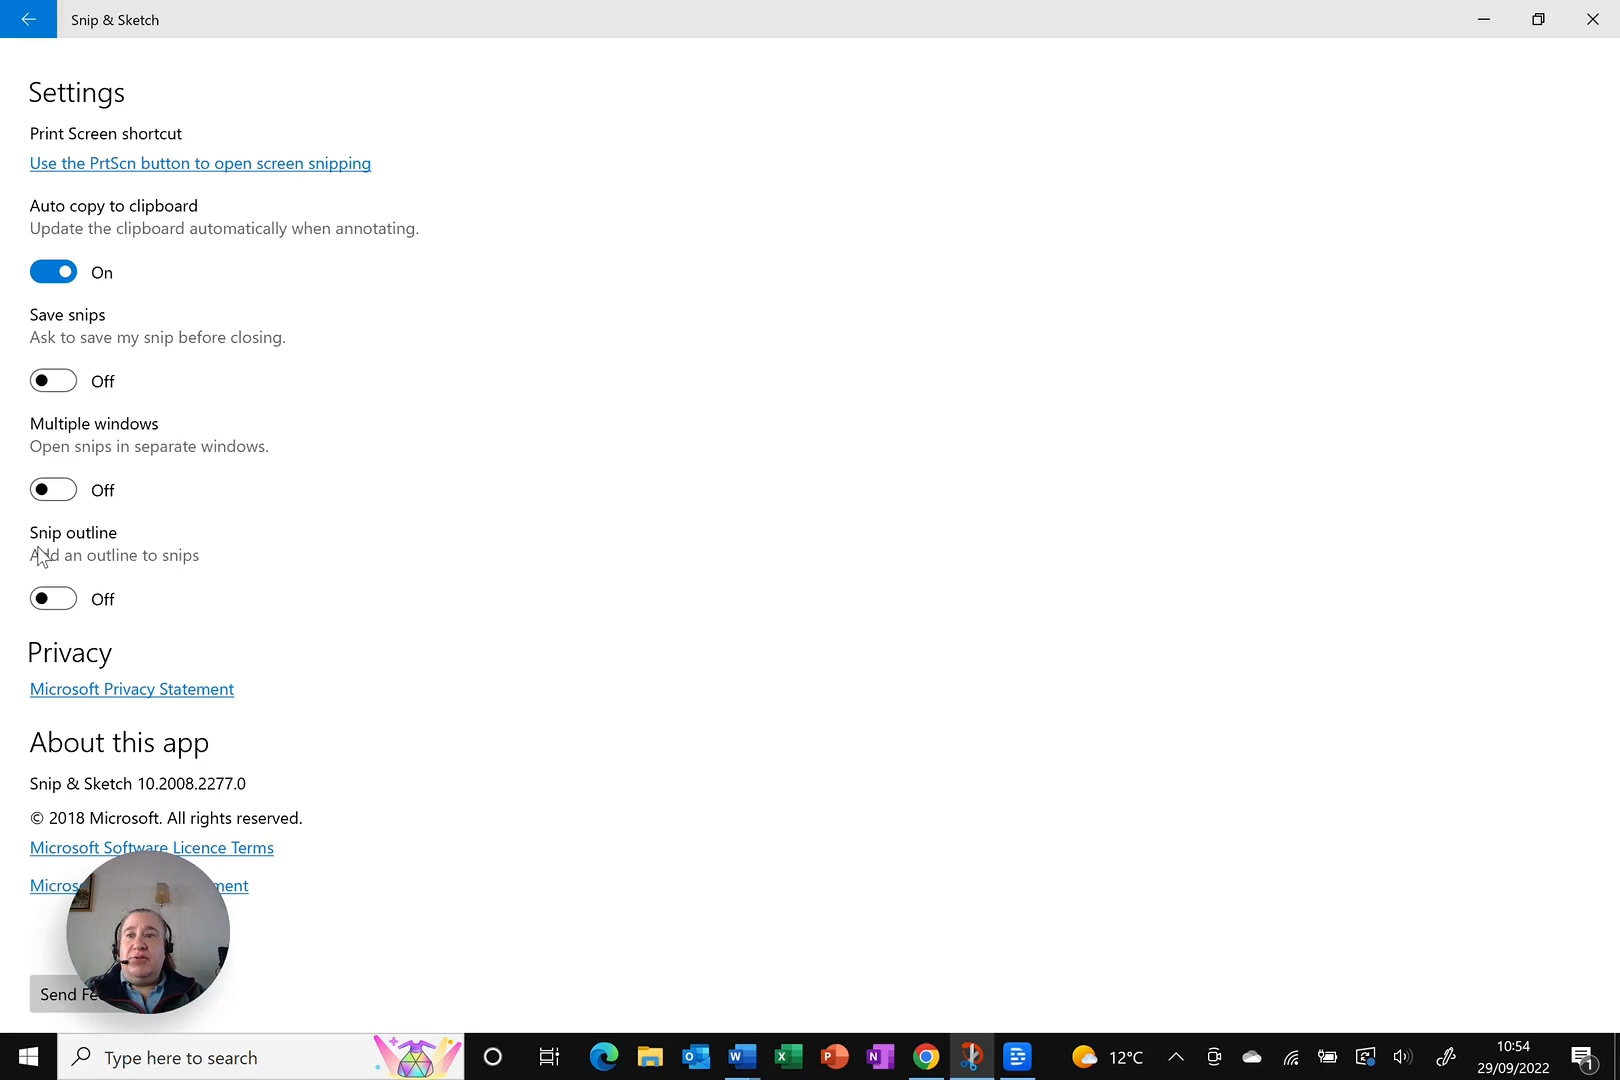 Snip & Sketch
Settings
Print Screen shortcut
Use the PrtScn button to open screen snipping
Auto copy to clipboard
Update the clipboard automatically when annotating.
On
Save snips
Ask to save my snip before closing.
Off
Multiple windows
Open snips in separate windows.
Off
Snip outline
Add an outline to snips
Off
Privacy
Microsoft Privacy Statement
About this app
Snip & Sketch 10.2008.2277.0
© 2018 Microsoft. All rights reserved.
Microsoft Software Licence Terms
Send
Type here to search
12°C
10:54
29/09/2022
1